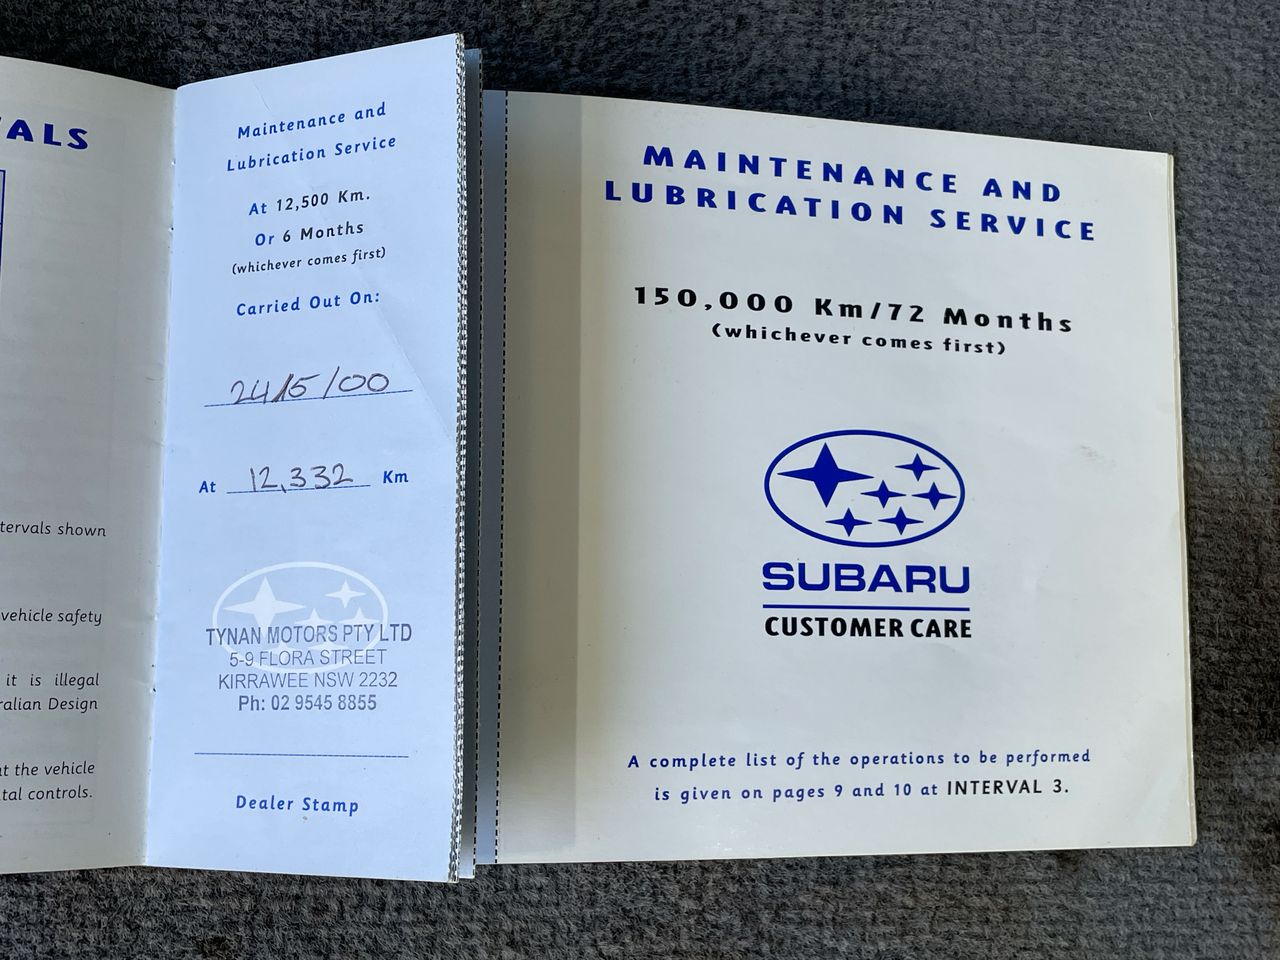 ALS
tervals shown
vehicle safety
it is illegal
ralian Design
at the vehicle
tal controls.
Maintenance and
Lubrication Service
At 12,500 Km.
Or 6 Months
(whichever comes first)
Carried Out On:
24/5/00
At 12,332 Km
TYNAN MOTORS PTY LTD
5-9 FLORA STREET
KIRRAWEE NSW 2232
Ph: 02 9545 8855
Dealer Stamp
MAINTENANCE AND
LUBRICATION SERVICE
150,000 Km/72 Months
(whichever comes first)
SUBARU
CUSTOMER CARE
A complete list of the operations to be performed
is given on pages 9 and 10 at INTERVAL 3.